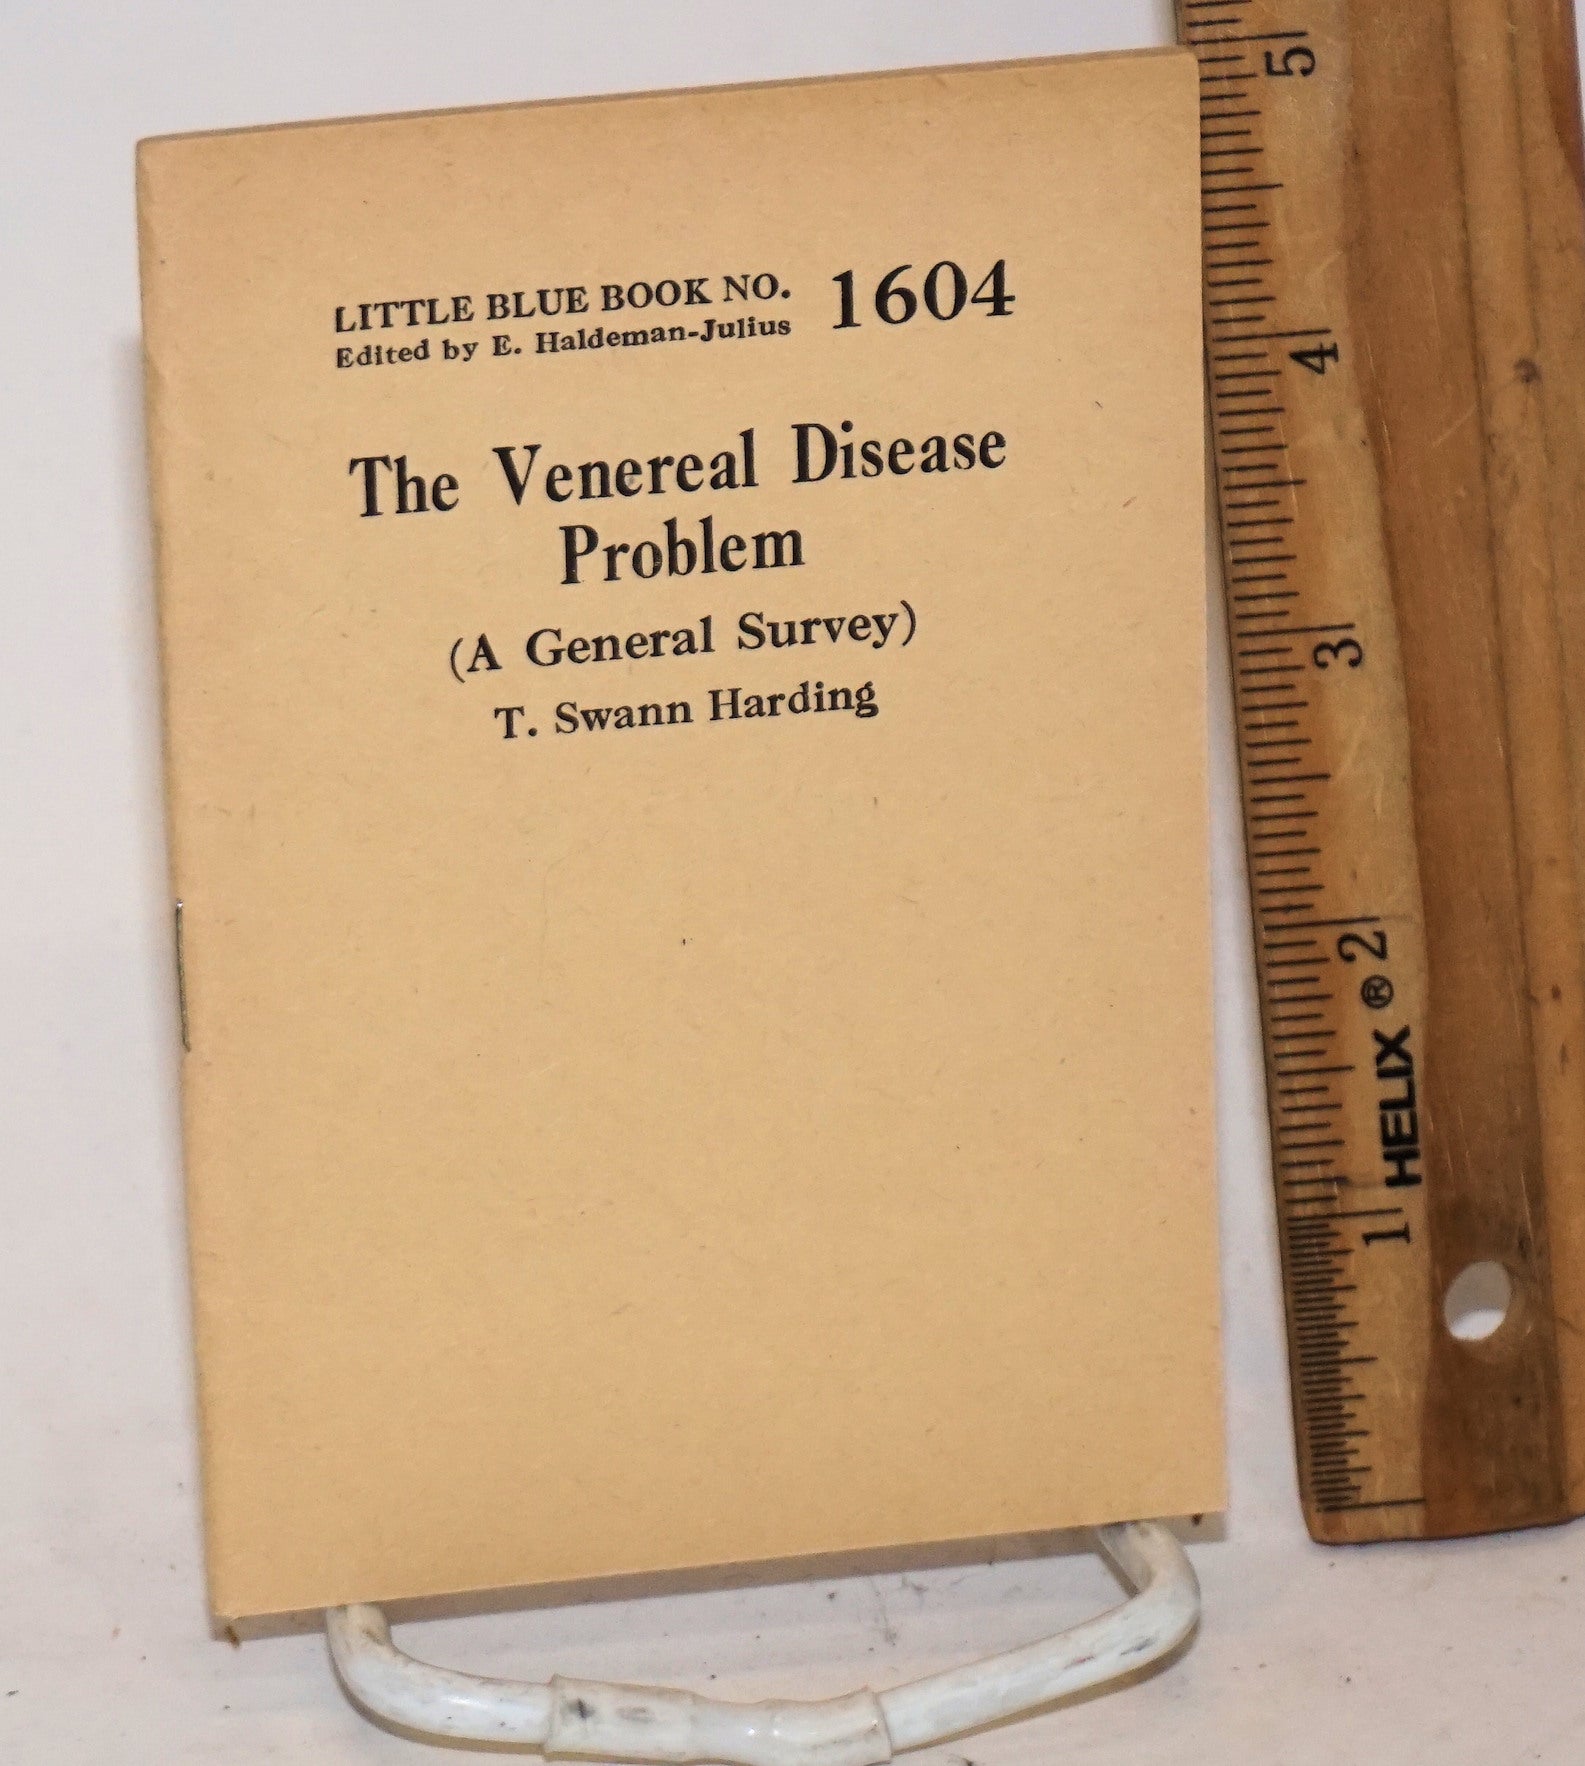 LITTLE BLUE BOOK NO. 1604
Edited by E. Haldeman-Julius
The Venereal Disease
Problem
(A General Survey)
T. Swann Harding
5
4
3
2
HELIX ®
1